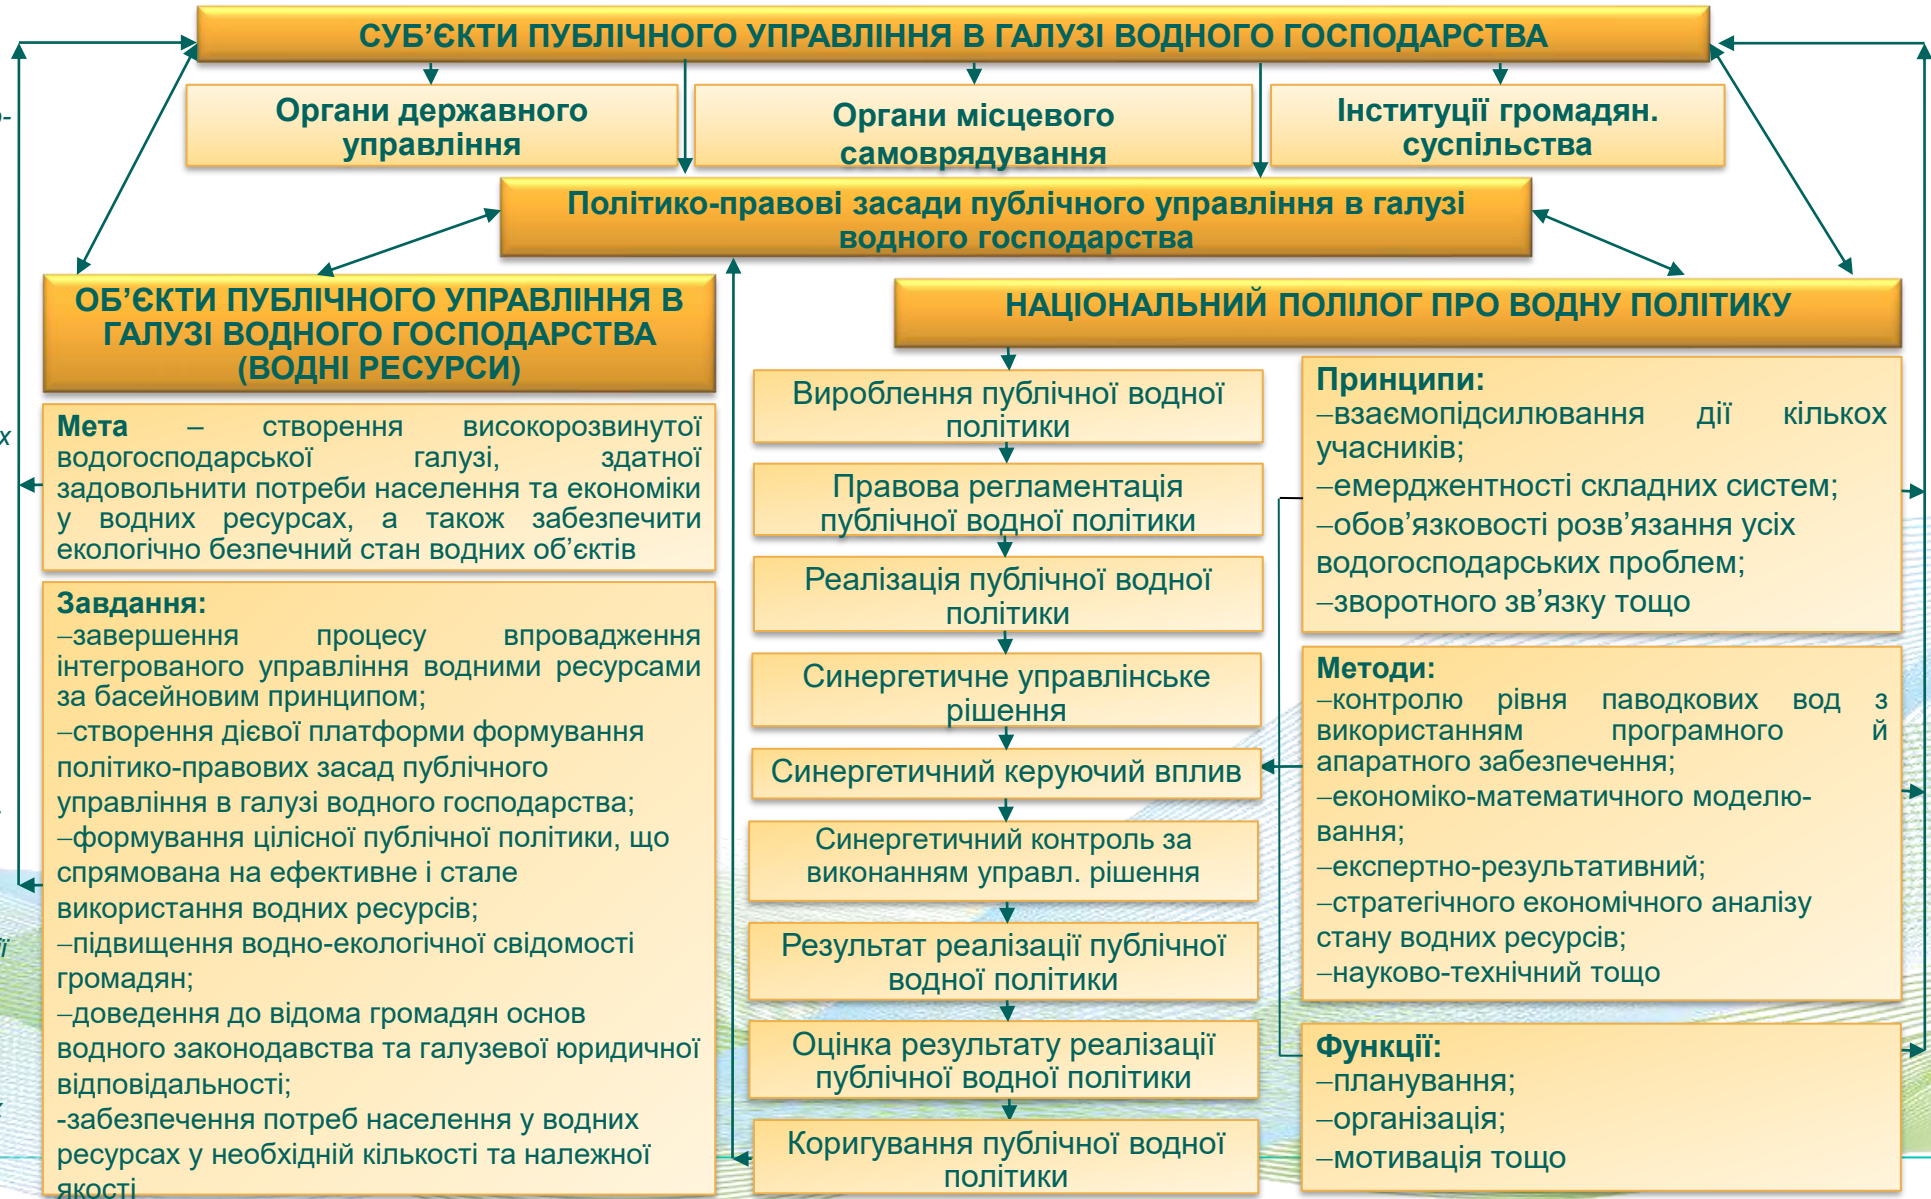 СУБ’ЄКТИ ПУБЛІЧНОГО УПРАВЛІННЯ В ГАЛУЗІ ВОДНОГО ГОСПОДАРСТВА
Органи державного
управління
Органи місцевого
самоврядування
Інституції громадян.
суспільства
Політико-правові засади публічного управління в галузі
водного господарства
ОБ’ЄКТИ ПУБЛІЧНОГО УПРАВЛІННЯ В
ГАЛУЗІ ВОДНОГО ГОСПОДАРСТВА
(ВОДНІ РЕСУРСИ)
Мета – створення високорозвинутої
водогосподарської галузі, здатної
задовольнити потреби населення та економіки
у водних ресурсах, а також забезпечити
екологічно безпечний стан водних об’єктів
Завдання:
–завершення процесу впровадження
інтегрованого управління водними ресурсами
за басейновим принципом;
–створення дієвої платформи формування
політико-правових засад публічного
управління в галузі водного господарства;
–формування цілісної публічної політики, що
спрямована на ефективне і стале
використання водних ресурсів;
–підвищення водно-екологічної свідомості
громадян;
–доведення до відома громадян основ
водного законодавства та галузевої юридичної
відповідальності;
-забезпечення потреб населення у водних
ресурсах у необхідній кількості та належної
якості
НАЦІОНАЛЬНИЙ ПОЛІЛОГ ПРО ВОДНУ ПОЛІТИКУ
Вироблення публічної водної
політики
Правова регламентація
публічної водної політики
Реалізація публічної водної
політики
Синергетичне управлінське
рішення
Синергетичний керуючий вплив
Синергетичний контроль за
виконанням управл. рішення
Результат реалізації публічної
водної політики
Оцінка результату реалізації
публічної водної політики
Коригування публічної водної
політики
Принципи:
–взаємопідсилювання дії кількох
учасників;
–емерджентності складних систем;
–обов’язковості розв’язання усіх
водогосподарських проблем;
–зворотного зв’язку тощо
Методи:
–контролю рівня паводкових вод з
використанням програмного й
апаратного забезпечення;
–економіко-математичного моделю-
вання;
–експертно-результативний;
–стратегічного економічного аналізу
стану водних ресурсів;
–науково-технічний тощо
Функції:
–планування;
–організація;
–мотивація тощо